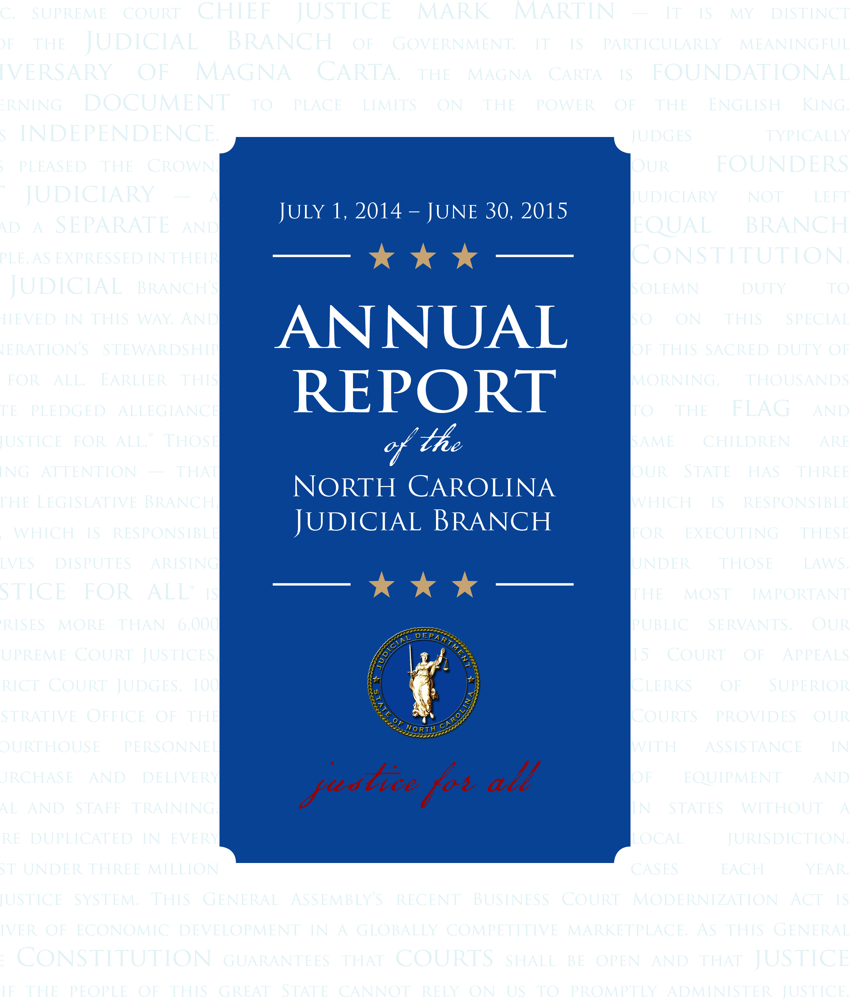 C. SUPREME COURT CHIEF JUSTICE MARK MARTIN — IT IS MY DISTINCT
OF THE JUDICIAL BRANCH OF GOVERNMENT. IT IS PARTICULARLY MEANINGFUL
IVERSARY OF MAGNA CARTA. THE MAGNA CARTA IS FOUNDATIONAL
ERNING DOCUMENT TO PLACE LIMITS ON THE POWER OF THE ENGLISH KING.
S INDEPENDENCE, JUDGES TYPICALLY
S PLEASED THE CROWN. OUR FOUNDERS
T JUDICIARY — A JUDICIARY NOT LEFT
AD A SEPARATE AND EQUAL BRANCH
PLE, AS EXPRESSED IN THEIR CONSTITUTION.
JUDICIAL BRANCH'S SOLEMN DUTY TO
HIEVED IN THIS WAY. AND SO ON THIS SPECIAL
NERATION'S STEWARDSHIP OF THIS SACRED DUTY OF
FOR ALL. EARLIER THIS MORNING, THOUSANDS
TE PLEDGED ALLEGIANCE TO THE FLAG AND
JUSTICE FOR ALL." THOSE SAME CHILDREN ARE
ING ATTENTION — THAT OUR STATE HAS THREE
THE LEGISLATIVE BRANCH, WHICH IS RESPONSIBLE
, WHICH IS RESPONSIBLE FOR EXECUTING THESE
LVES DISPUTES ARISING UNDER THOSE LAWS.
STICE FOR ALL" IS THE MOST IMPORTANT
PRISES MORE THAN 6,000 PUBLIC SERVANTS. OUR
UPREME COURT JUSTICES, 15 COURT OF APPEALS
RICT COURT JUDGES, 100 CLERKS OF SUPERIOR
STRATIVE OFFICE OF THE COURTS PROVIDES OUR
OURTHOUSE PERSONNEL WITH ASSISTANCE IN
URCHASE AND DELIVERY OF EQUIPMENT AND
AL AND STAFF TRAINING. IN STATES WITHOUT A
RE DUPLICATED IN EVERY LOCAL JURISDICTION.
ST UNDER THREE MILLION CASES EACH YEAR.
JUSTICE SYSTEM. THIS GENERAL ASSEMBLY'S RECENT BUSINESS COURT MODERNIZATION ACT IS
IVER OF ECONOMIC DEVELOPMENT IN A GLOBALLY COMPETITIVE MARKETPLACE. AS THIS GENERAL
E CONSTITUTION GUARANTEES THAT COURTS SHALL BE OPEN AND THAT JUSTICE
IF THE PEOPLE OF THIS GREAT STATE CANNOT RELY ON US TO PROMPTLY ADMINISTER JUSTICE.
JULY 1, 2014 – JUNE 30, 2015
ANNUAL
REPORT
of the
NORTH CAROLINA
JUDICIAL BRANCH
JUDICIAL DEPARTMENT
STATE OF NORTH CAROLINA
justice for all